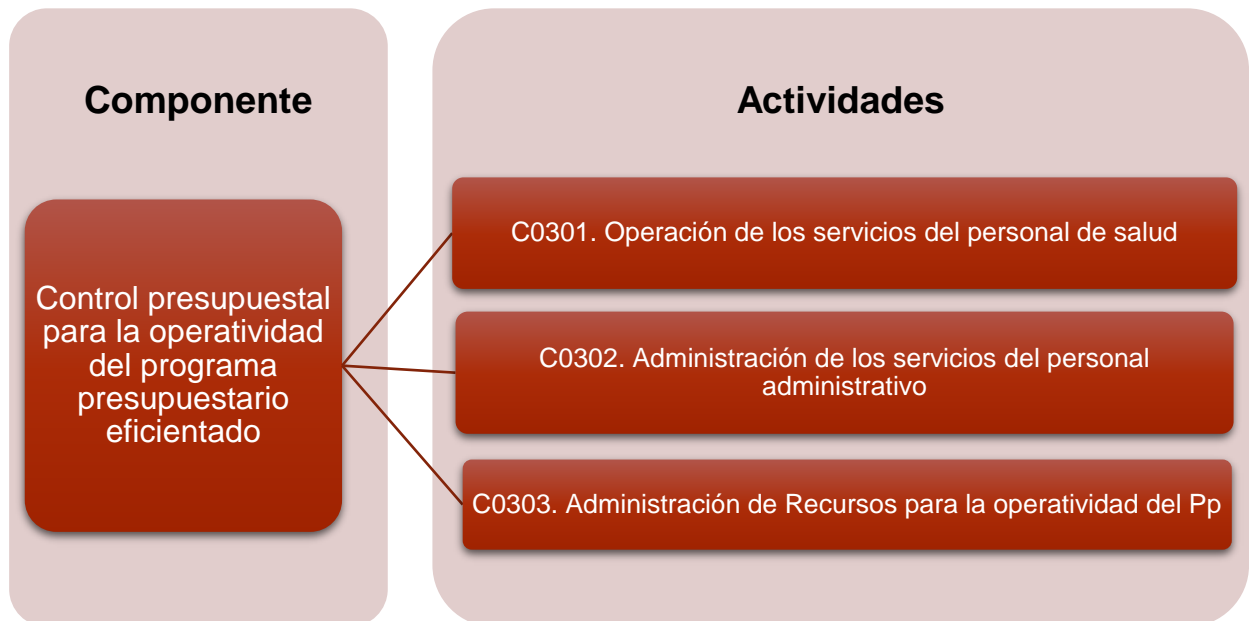 Componente
Actividades
Control presupuestal
para la operatividad
del programa
presupuestario
eficientado
C0301. Operación de los servicios del personal de salud
C0302. Administración de los servicios del personal
administrativo
C0303. Administración de Recursos para la operatividad del Pp